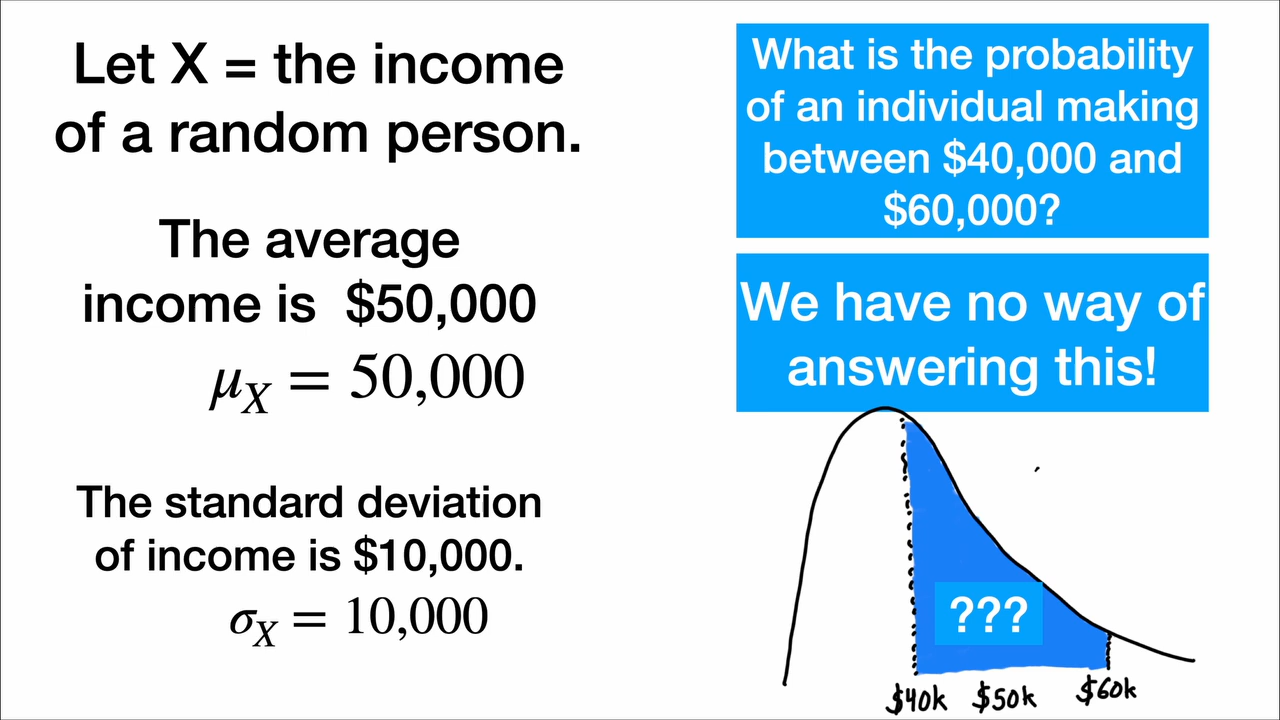 Let X = the income
of a random person.
The average
income is $50,000
μX = 50,000
The standard deviation
of income is $10,000.
σX = 10,000
What is the probability
of an individual making
between $40,000 and
$60,000?
We have no way of
answering this!
???
$40k $50k $60k